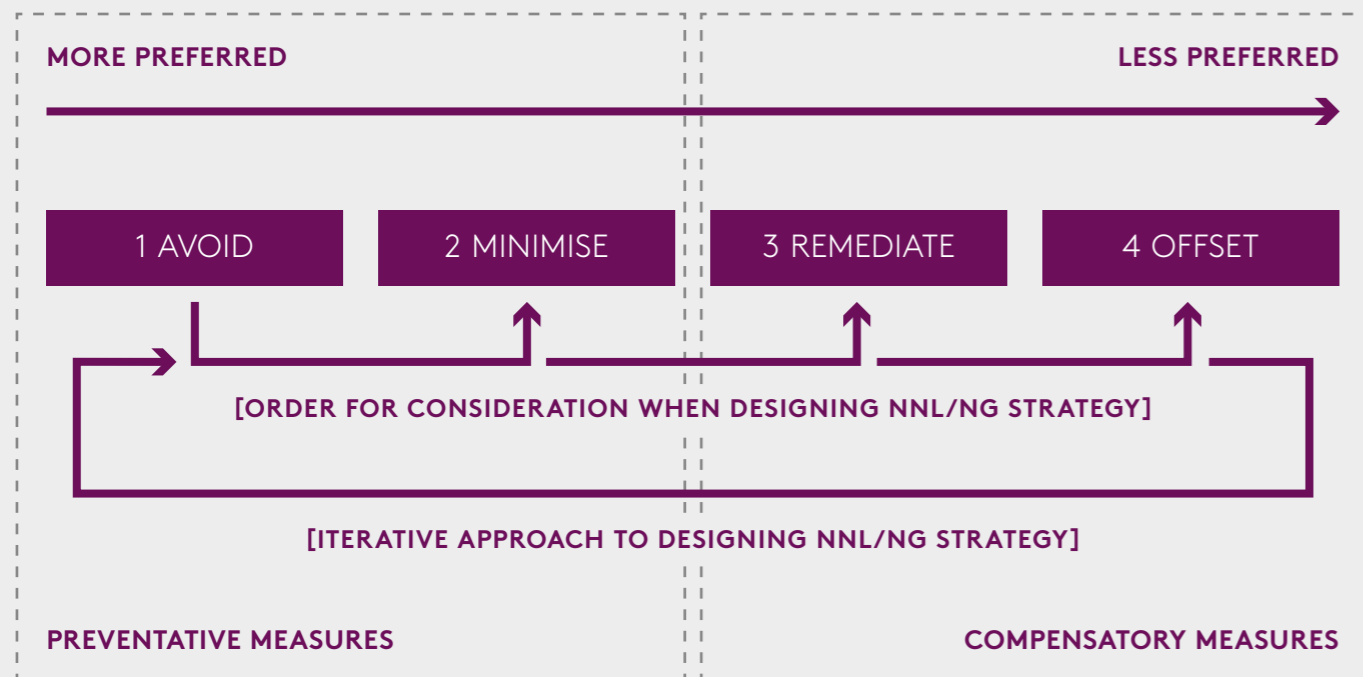 MORE PREFERRED
LESS PREFERRED
1 AVOID
2 MINIMISE
3 REMEDIATE
4 OFFSET
[ORDER FOR CONSIDERATION WHEN DESIGNING NNL/NG STRATEGY]
[ITERATIVE APPROACH TO DESIGNING NNL/NG STRATEGY]
PREVENTATIVE MEASURES
COMPENSATORY MEASURES